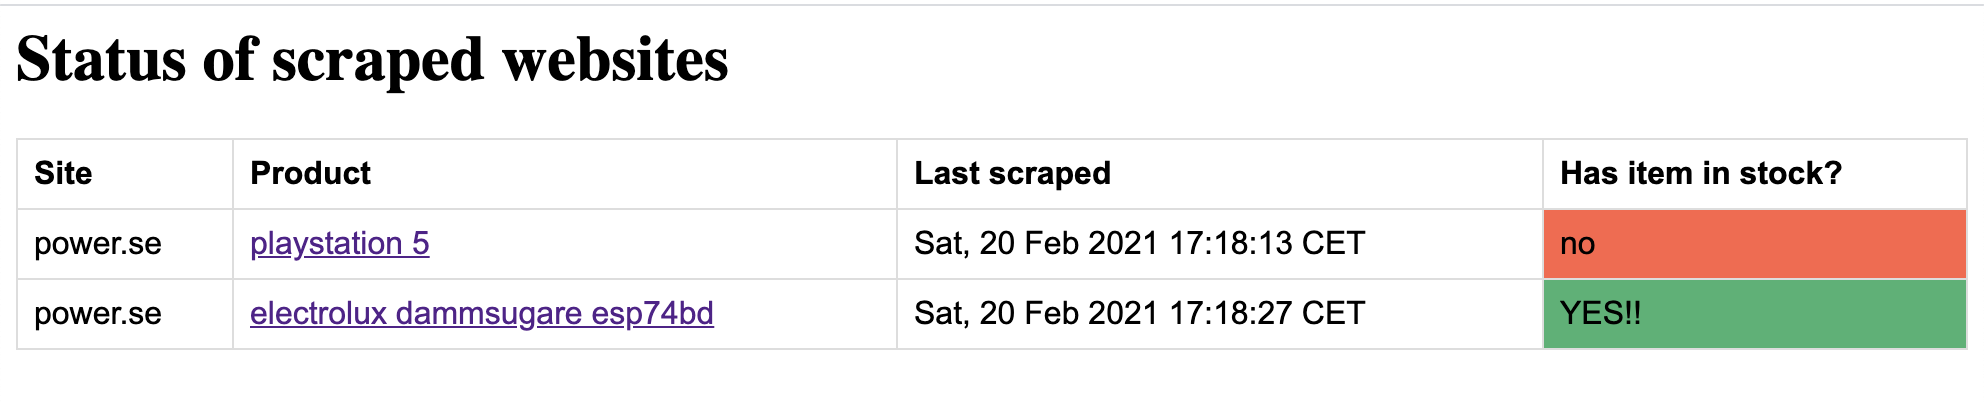 Status of scraped websites
Site Product Last scraped Has item in stock?
power.se playstation 5 Sat, 20 Feb 2021 17:18:13 CET no
power.se electrolux dammsugare esp74bd Sat, 20 Feb 2021 17:18:27 CET YES!!